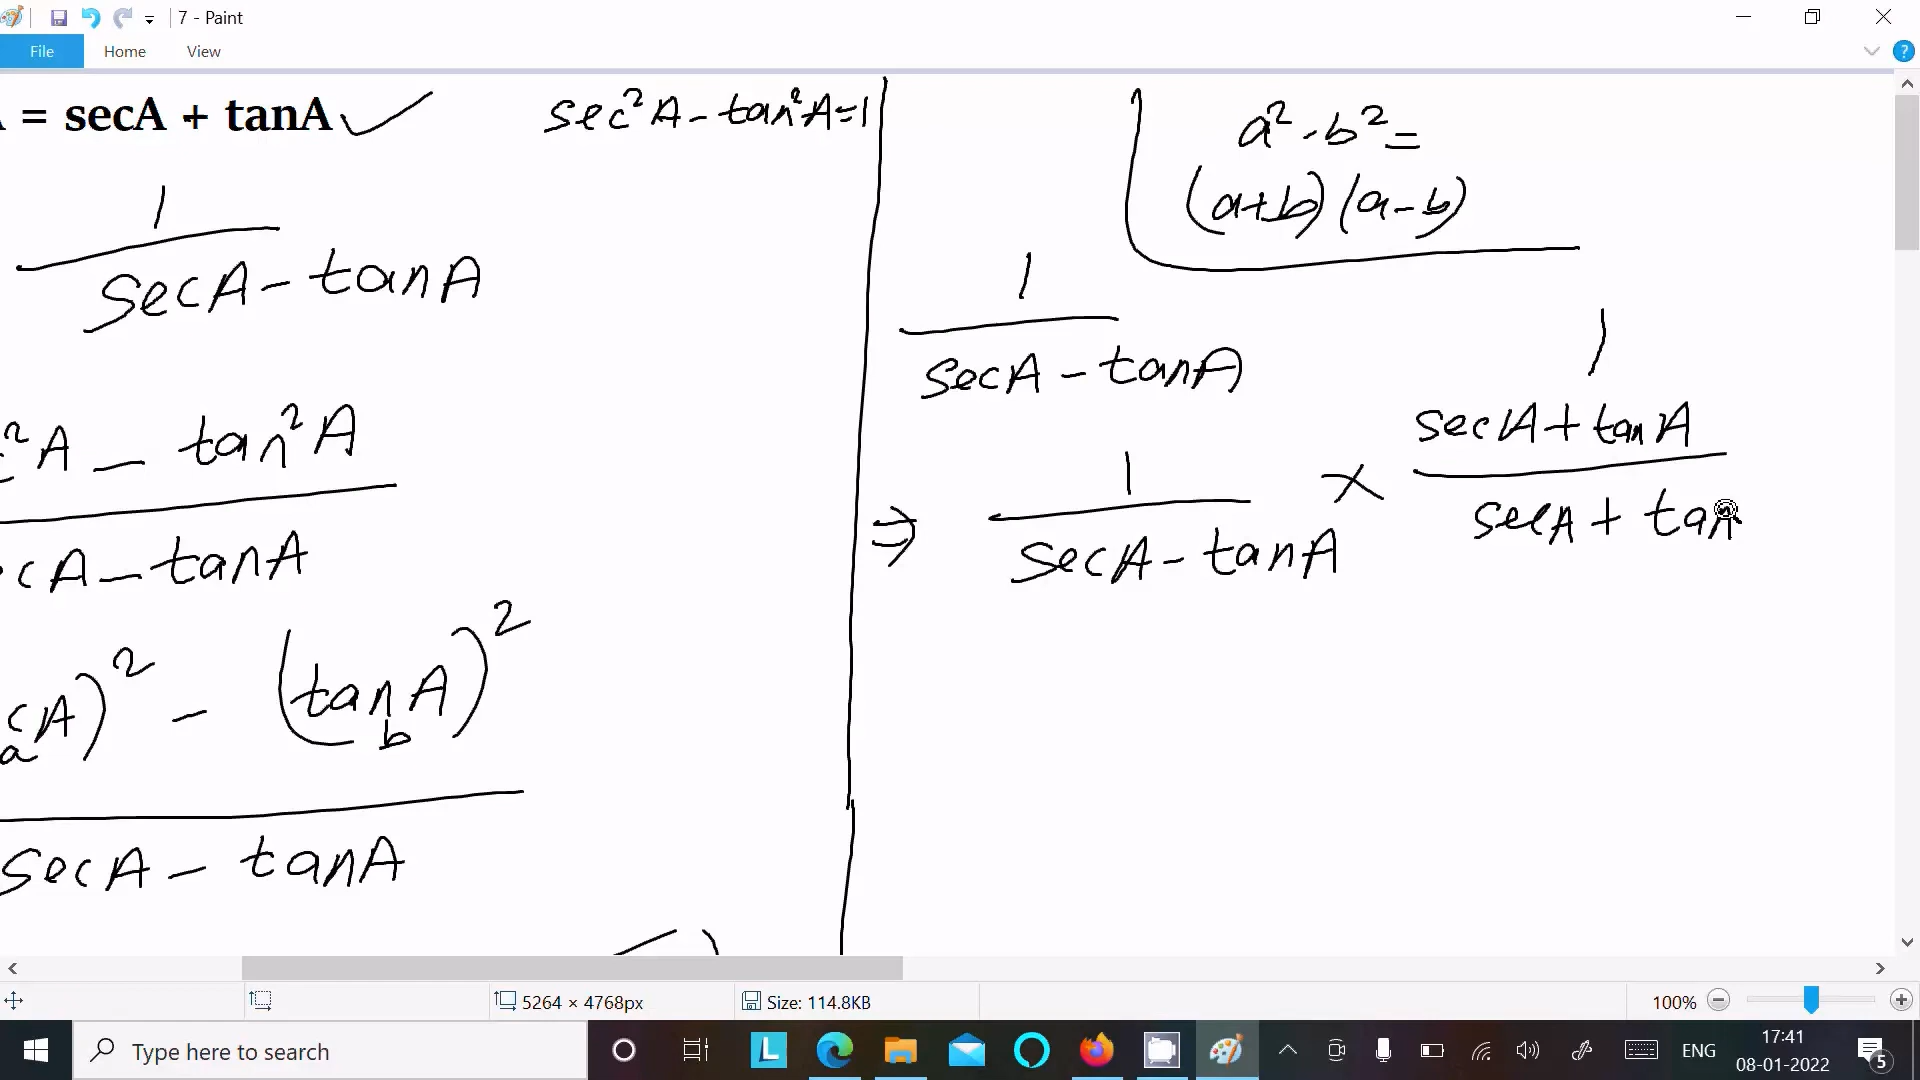 7 - Paint
File Home View
A = secA + tanA
sec²A - tan²A = 1
1
secA - tanA
c²A - tan²A
cA - tanA
cA)² - (tanA)²
a b
secA - tanA
a² - b² =
(a+b) (a-b)
1
secA - tanA
1
⇒ 1 × secA + tanA
secA - tanA secA + tan
5264 × 4768px
Size: 114.8KB
100%
Type here to search
ENG
17:41
08-01-2022
5